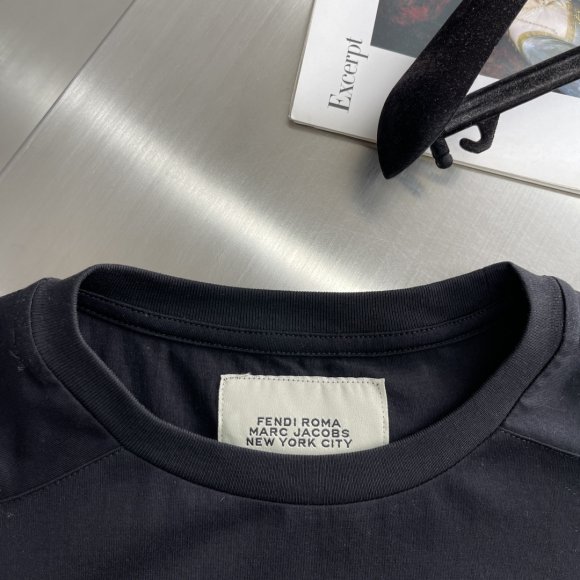 Excerpt
FENDI ROMA
MARC JACOBS
NEW YORK CITY